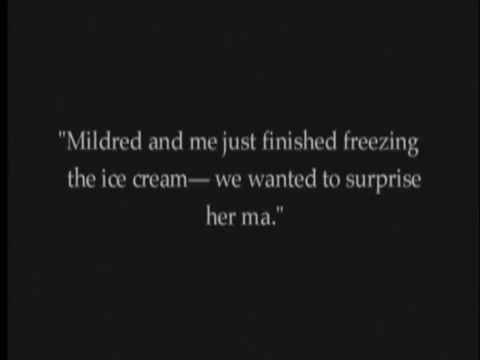 "Mildred and me just finished freezing
the ice cream— we wanted to surprise
her ma."